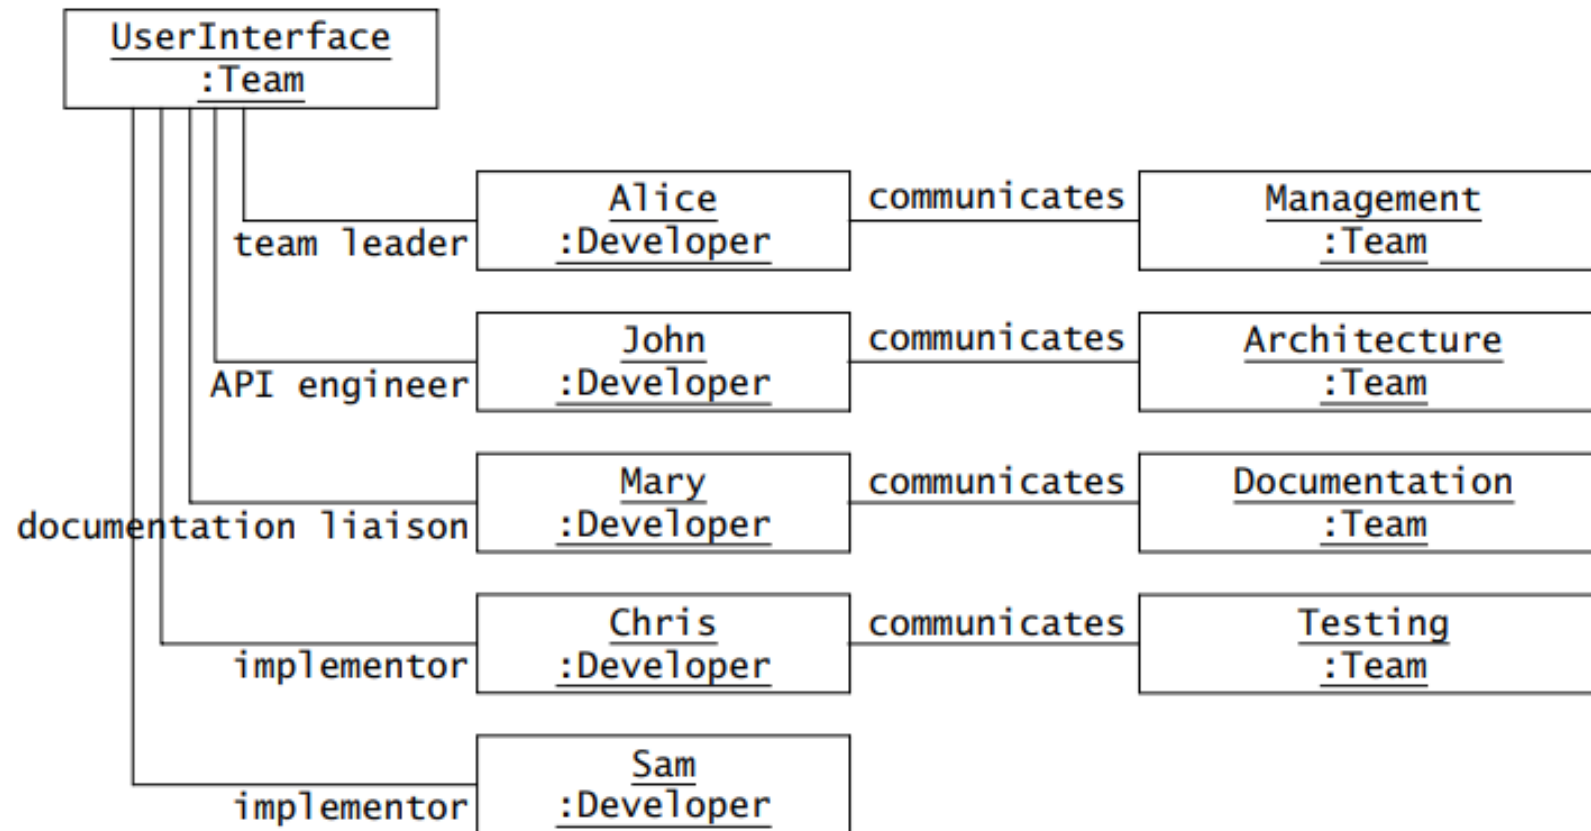 UserInterface
:Team
Alice
:Developer
communicates
Management
:Team
team leader
John
:Developer
communicates
Architecture
:Team
API engineer
Mary
:Developer
communicates
Documentation
:Team
documentation liaison
Chris
:Developer
communicates
Testing
:Team
implementor
Sam
:Developer
implementor